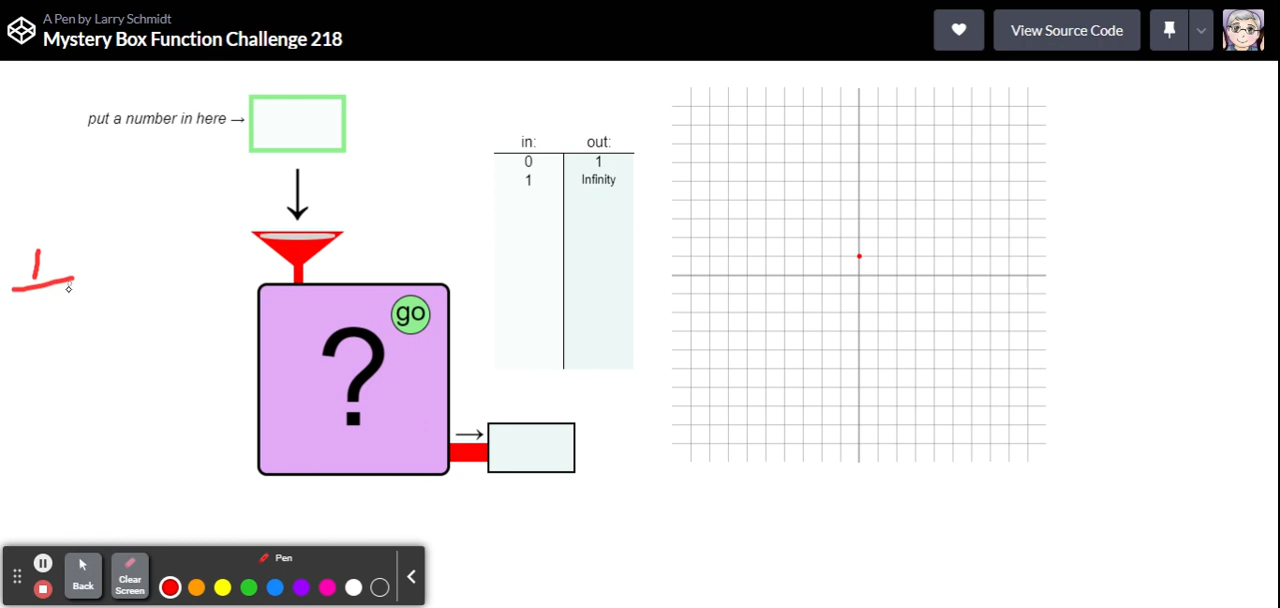 A Pen by Larry Schmidt
Mystery Box Function Challenge 218
View Source Code
put a number in here →
in: out:
0 1
1 Infinity
1
go
?
→
Pen
Back
Clear
Screen